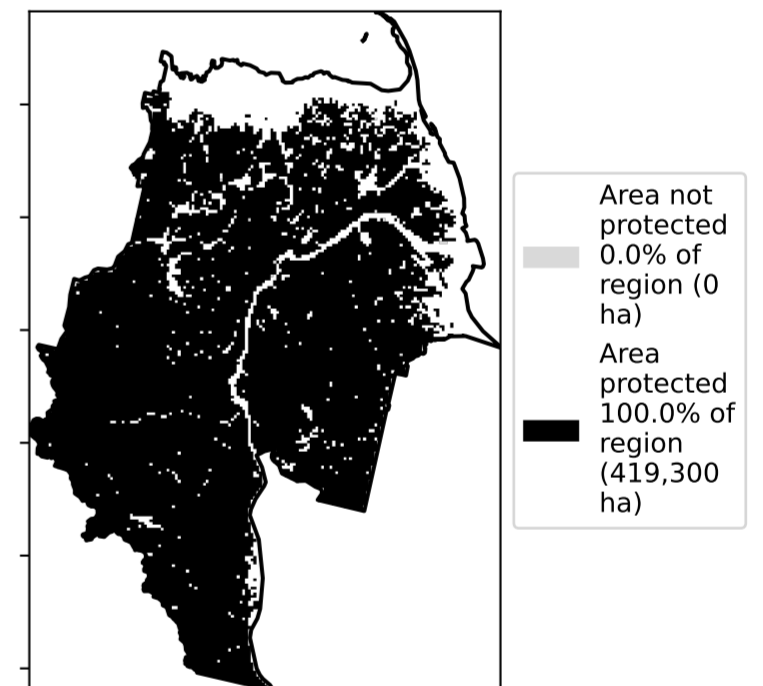 Area not
protected
0.0% of
region (0
ha)
Area
protected
100.0% of
region
(419,300
ha)